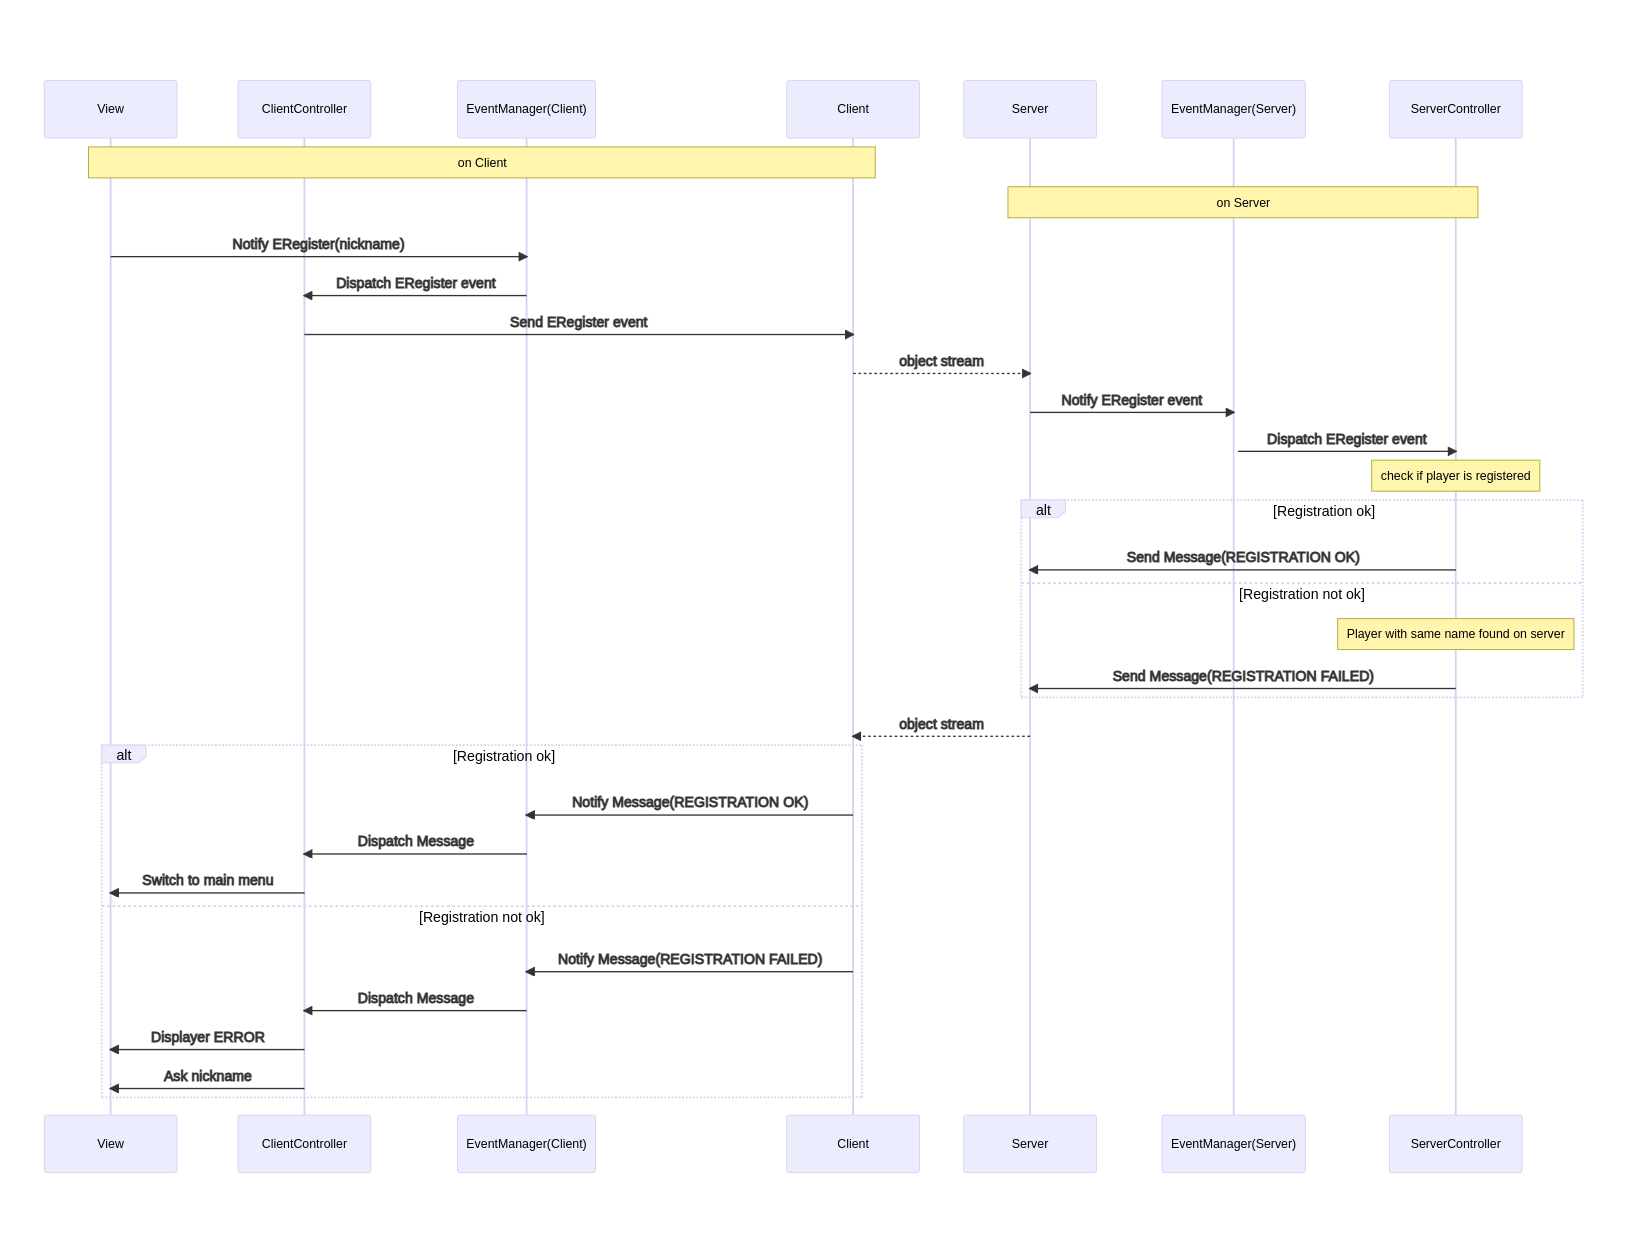 View
ClientController
EventManager(Client)
Client
Server
EventManager(Server)
ServerController
on Client
on Server
Notify ERegister(nickname)
Dispatch ERegister event
Send ERegister event
object stream
Notify ERegister event
Dispatch ERegister event
check if player is registered
alt
[Registration ok]
Send Message(REGISTRATION OK)
[Registration not ok]
Player with same name found on server
Send Message(REGISTRATION FAILED)
object stream
alt
[Registration ok]
Notify Message(REGISTRATION OK)
Dispatch Message
Switch to main menu
[Registration not ok]
Notify Message(REGISTRATION FAILED)
Dispatch Message
Displayer ERROR
Ask nickname
View
ClientController
EventManager(Client)
Client
Server
EventManager(Server)
ServerController